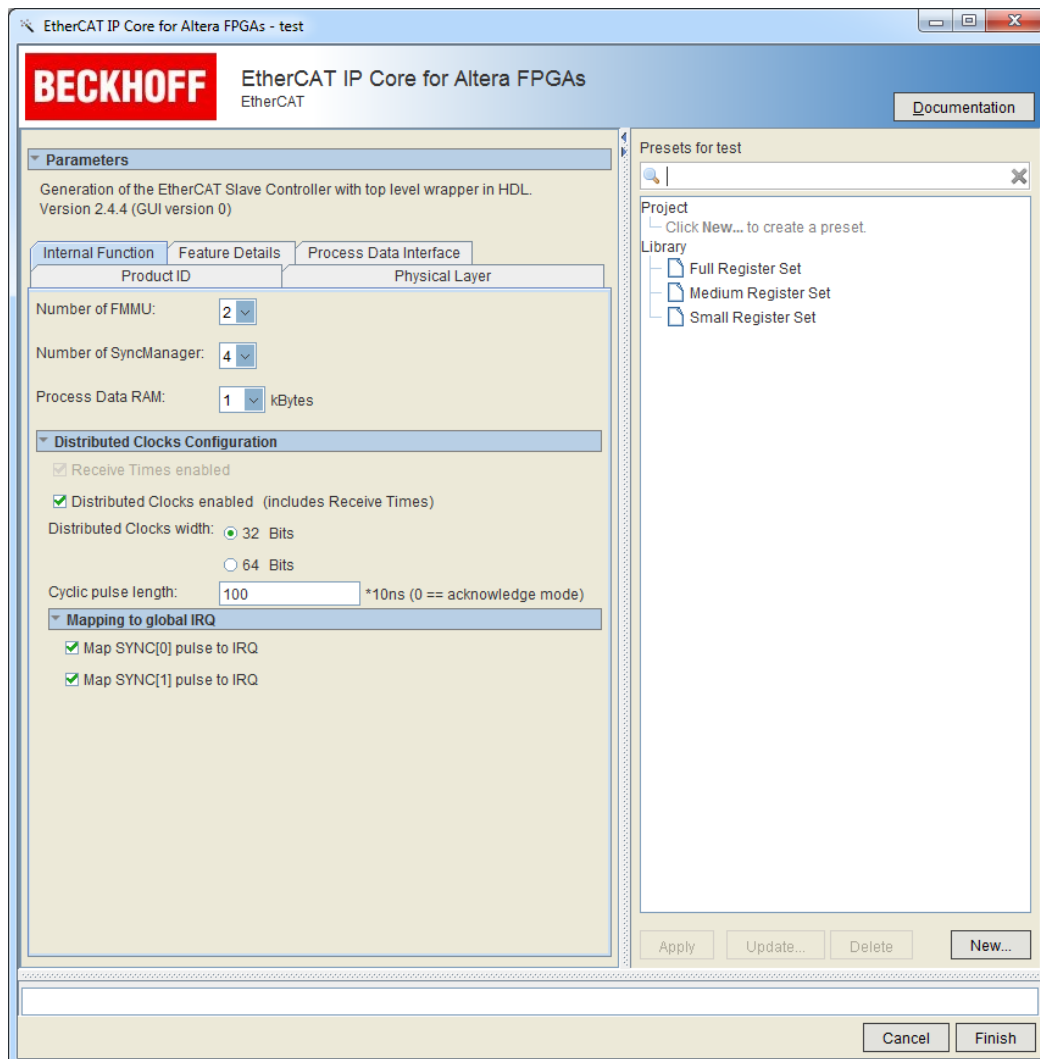 EtherCAT IP Core for Altera FPGAs - test
BECKHOFF
EtherCAT IP Core for Altera FPGAs
EtherCAT
Documentation
Parameters
Generation of the EtherCAT Slave Controller with top level wrapper in HDL.
Version 2.4.4 (GUI version 0)
Internal Function Feature Details Process Data Interface
Product ID Physical Layer
Number of FMMU: 2
Number of SyncManager: 4
Process Data RAM: 1 kBytes
Distributed Clocks Configuration
Receive Times enabled
Distributed Clocks enabled (includes Receive Times)
Distributed Clocks width: 32 Bits
64 Bits
Cyclic pulse length: 100 *10ns (0 == acknowledge mode)
Mapping to global IRQ
Map SYNC[0] pulse to IRQ
Map SYNC[1] pulse to IRQ
Presets for test
Project
Click New... to create a preset.
Library
Full Register Set
Medium Register Set
Small Register Set
Apply Update... Delete New...
Cancel Finish